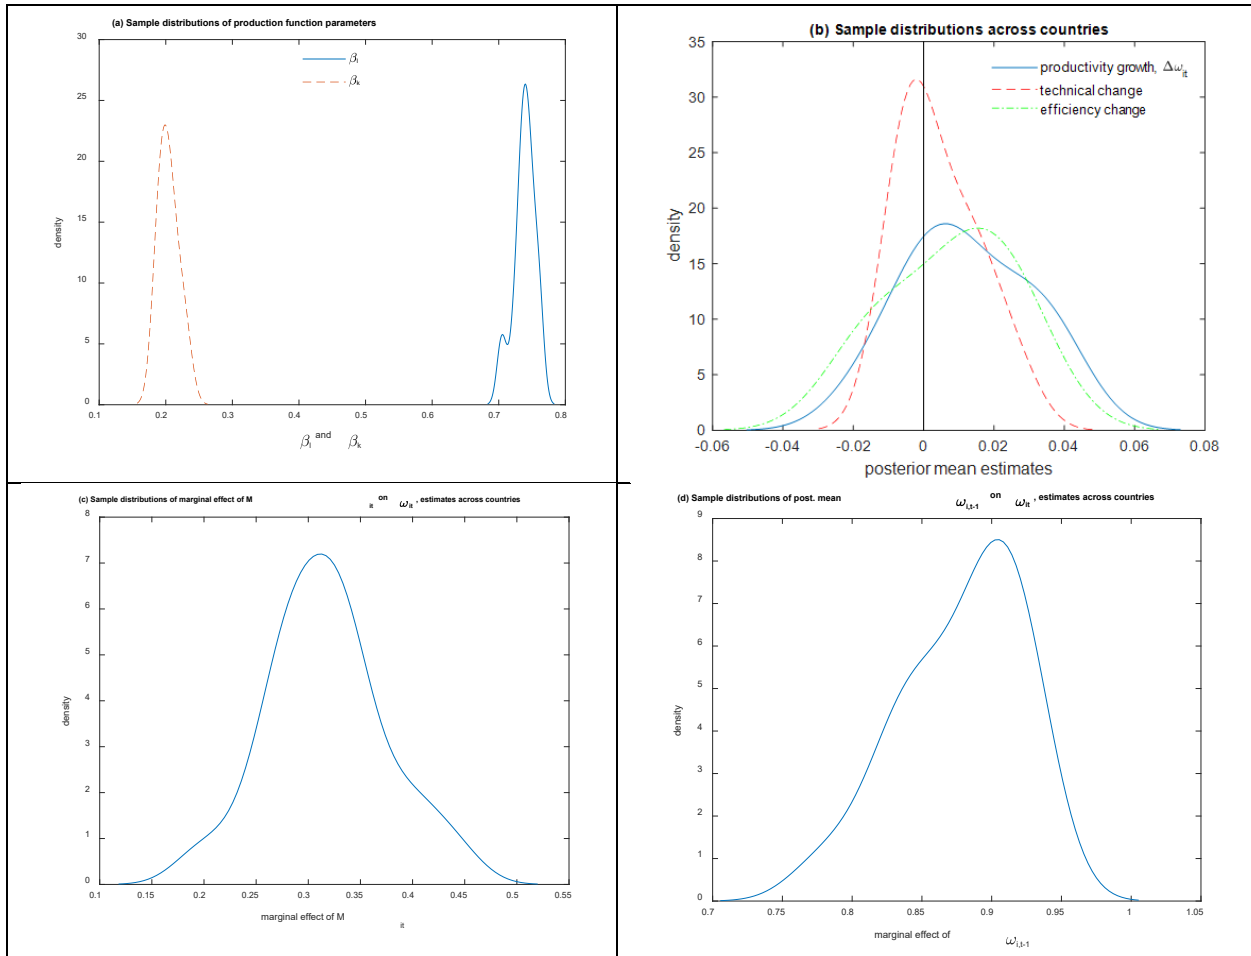 (a) Sample distributions of production function parameters
βl
βk
30
25
20
15
10
5
0
density
0.1 0.2 0.3 0.4 0.5 0.6 0.7 0.8
βl and βk
(b) Sample distributions across countries
productivity growth, Δωit
technical change
efficiency change
35
30
25
20
15
10
5
0
density
-0.06 -0.04 -0.02 0 0.02 0.04 0.06 0.08
posterior mean estimates
(c) Sample distributions of marginal effect of M it on ωit, estimates across countries
8
7
6
5
4
3
2
1
0
density
0.1 0.15 0.2 0.25 0.3 0.35 0.4 0.45 0.5 0.55
marginal effect of M it
(d) Sample distributions of post. mean ωi,t-1 on ωit, estimates across countries
9
8
7
6
5
4
3
2
1
0
density
0.7 0.75 0.8 0.85 0.9 0.95 1 1.05
marginal effect of ωi,t-1